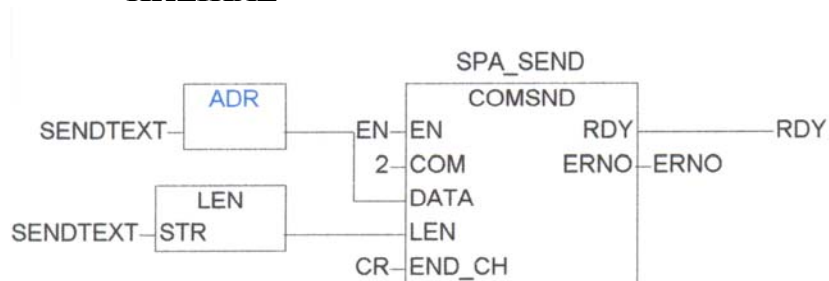 SPA_SEND
ADR
COMSND
SENDTEXT
EN EN RDY RDY
2 COM ERNO ERNO
DATA
LEN
SENDTEXT STR LEN
CR END_CH